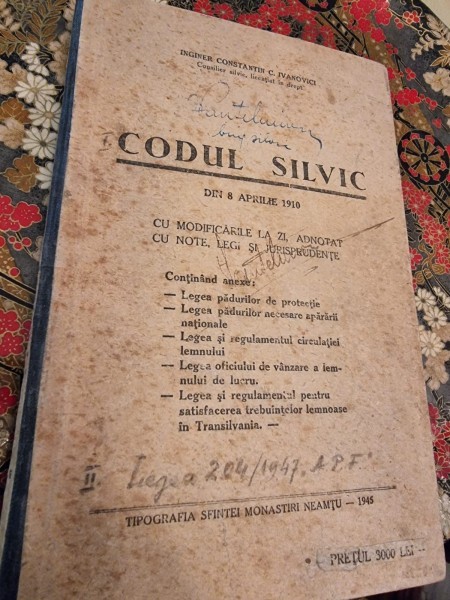 INGINER CONSTANTIN C. IVANOVICI
Consilier silvic, licențiat în drept.
ing. silvic
I. CODUL SILVIC
DIN 8 APRILIE 1910
CU MODIFICĂRILE LA ZI, ADNOTAT
CU NOTE, LEGI ȘI JURISPRUDENȚE
Conținând anexe:
— Legea pădurilor de protecție
— Legea pădurilor necesare apărării
naționale
— Legea și regulamentul circulației
lemnului
— Legea oficiului de vânzare a lem-
nului de lucru.
— Legea și regulamentul pentru
satisfacerea trebuințelor lemnoase
în Transilvania. —
II Legea 204/1947. A.P.F.
TIPOGRAFIA SFINTEI MONASTIRI NEAMȚU — 1945
PREȚUL 3000 LEI —